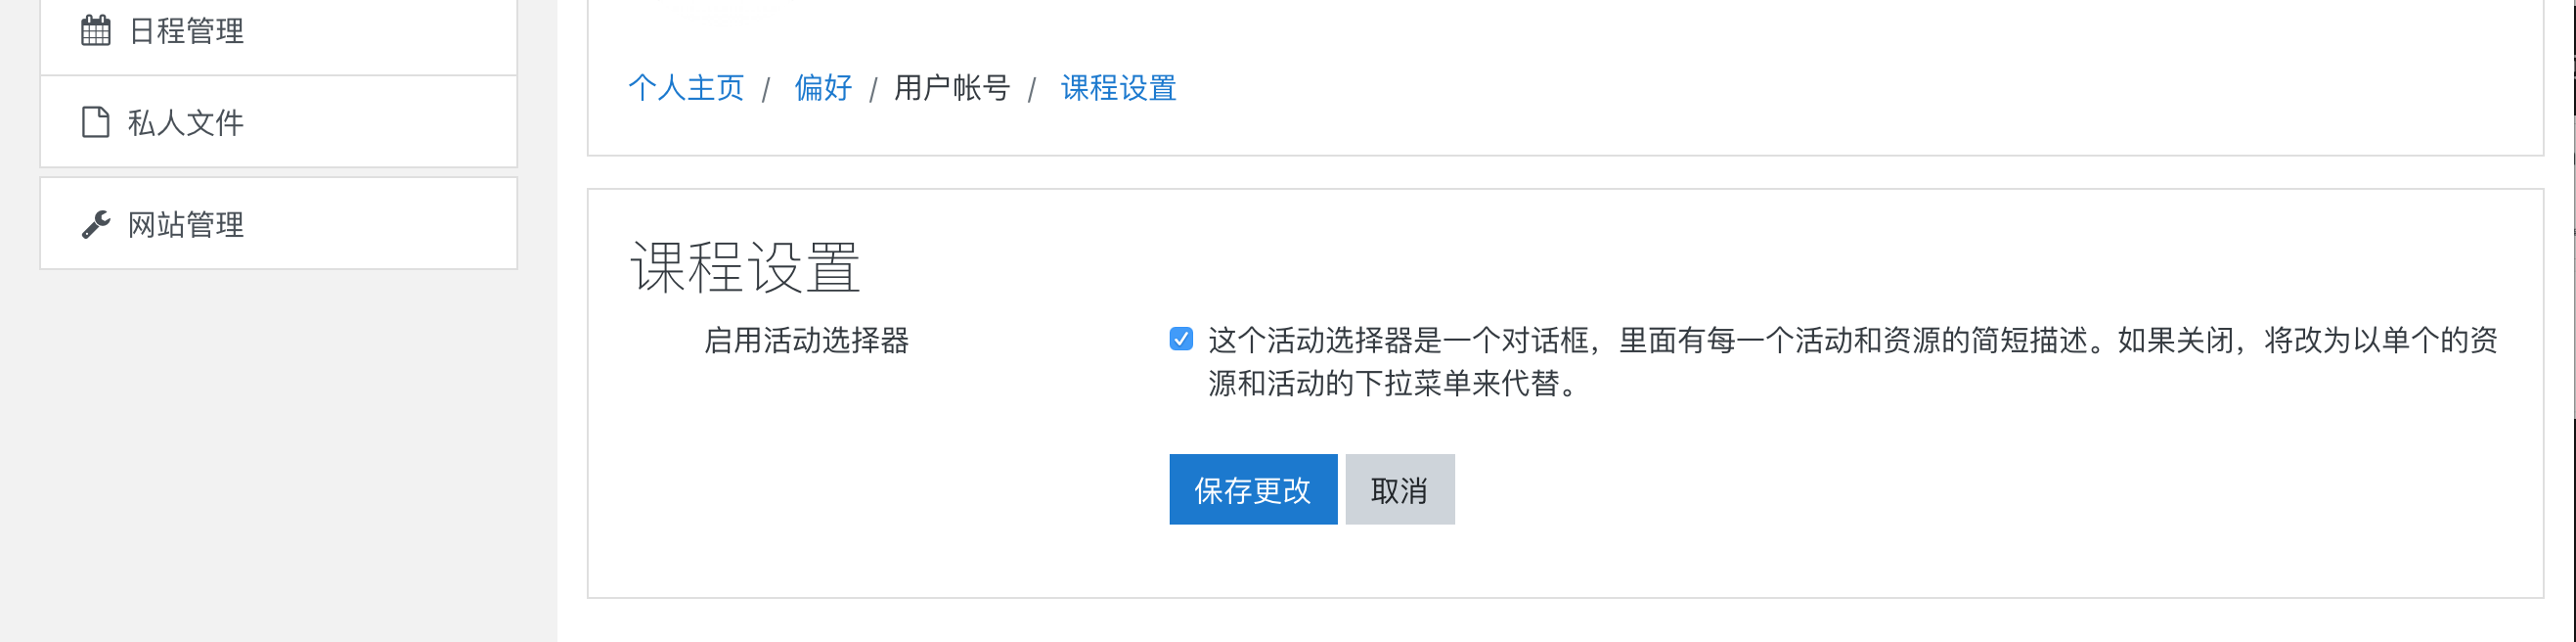 日程管理
私人文件
网站管理
个人主页 / 偏好 / 用户帐号 / 课程设置
课程设置
启用活动选择器
这个活动选择器是一个对话框，里面有每一个活动和资源的简短描述。如果关闭，将改为以单个的资
源和活动的下拉菜单来代替。
保存更改 取消